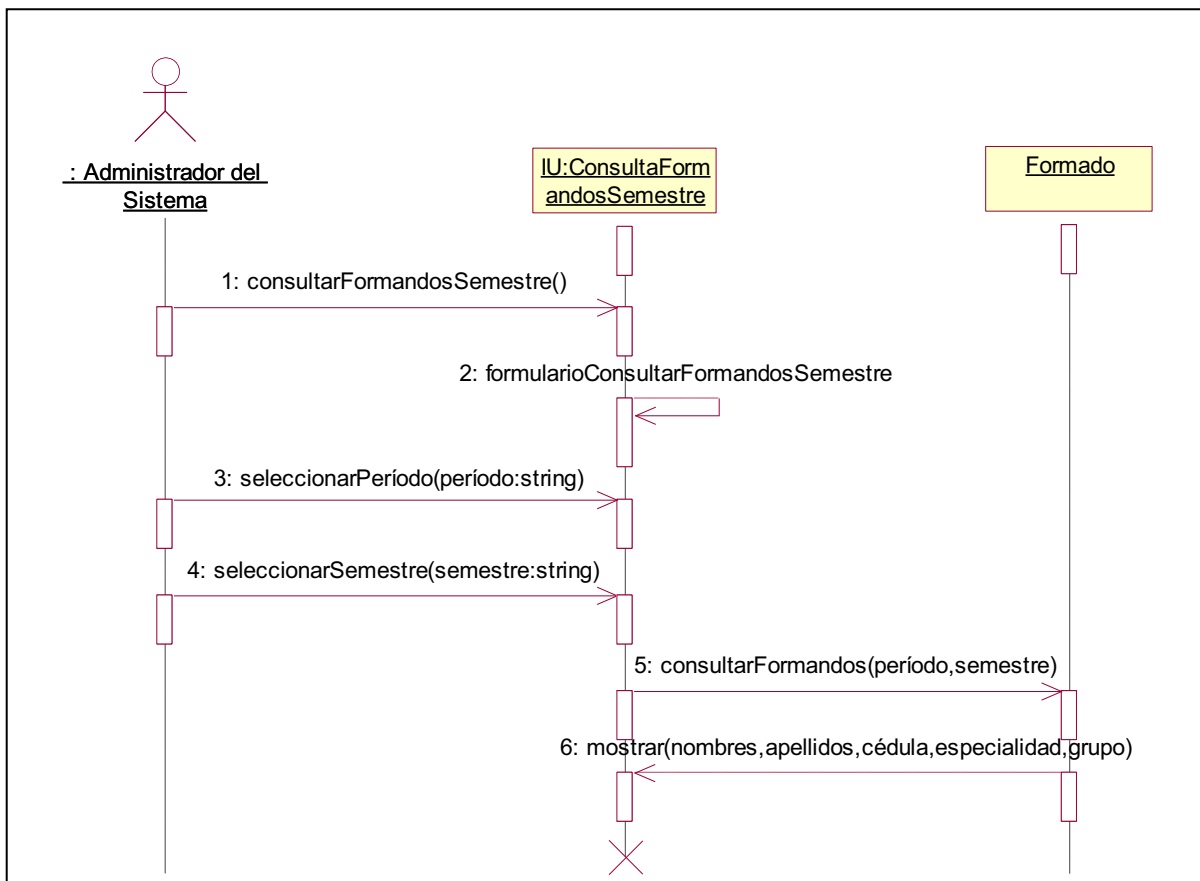 : Administrador del
Sistema
IU:ConsultaForm
andosSemestre
Formado
1: consultarFormandosSemestre()
2: formularioConsultarFormandosSemestre
3: seleccionarPeríodo(período:string)
4: seleccionarSemestre(semestre:string)
5: consultarFormandos(período,semestre)
6: mostrar(nombres,apellidos,cédula,especialidad,grupo)